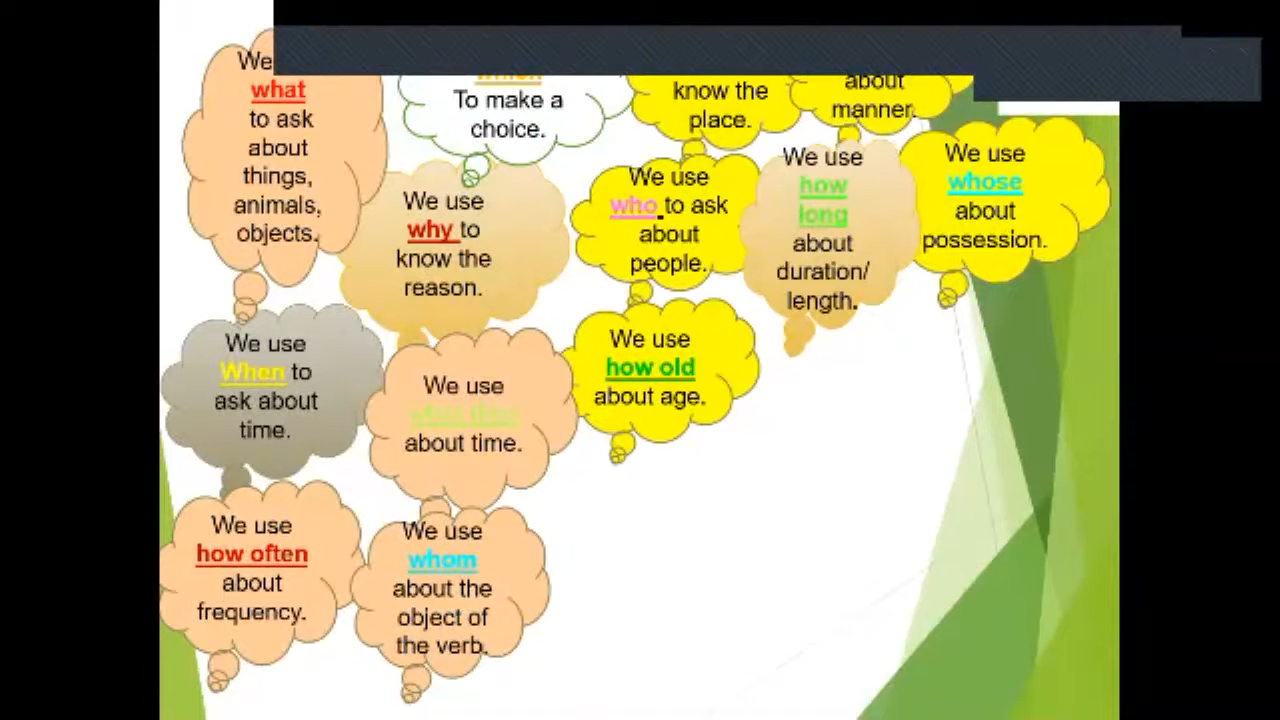 We
what
to ask
about
things,
animals,
objects.
To make a
choice.
know the
place.
about
manner.
We use
why to
know the
reason.
We use
who to ask
about
people.
We use
how
long
about
duration/
length.
We use
whose
about
possession.
We use
When to
ask about
time.
We use
about time.
We use
how old
about age.
We use
how often
about
frequency.
We use
whom
about the
object of
the verb.